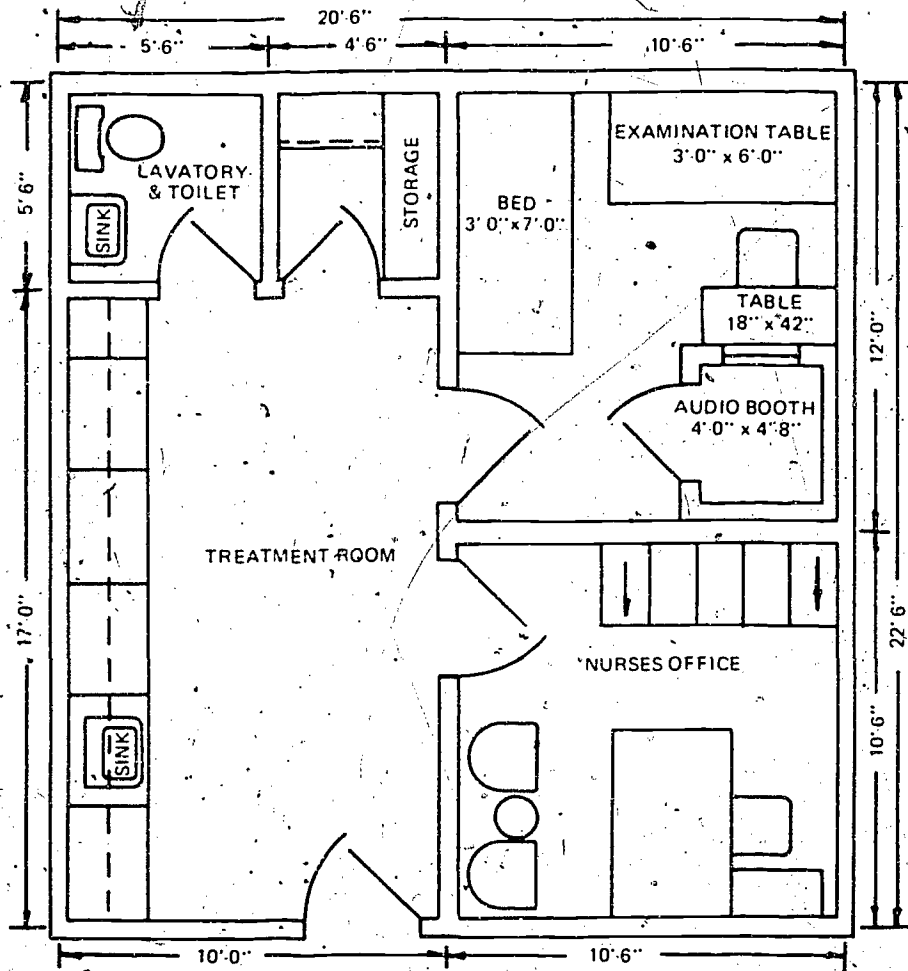 20'·6"
5'·6"
4'·6"
10'·6"
5'6"
LAVATORY
& TOILET
SINK
STORAGE
BED
3'0"x7'·0"
EXAMINATION TABLE
3'·0" x 6'·0"
TABLE
18" x 42"
AUDIO BOOTH
4'·0" x 4'·8"
12'·0"
TREATMENT ROOM
17'·0"
22'6"
NURSES OFFICE
SINK
10'·6"
10'·0"
10'·6"